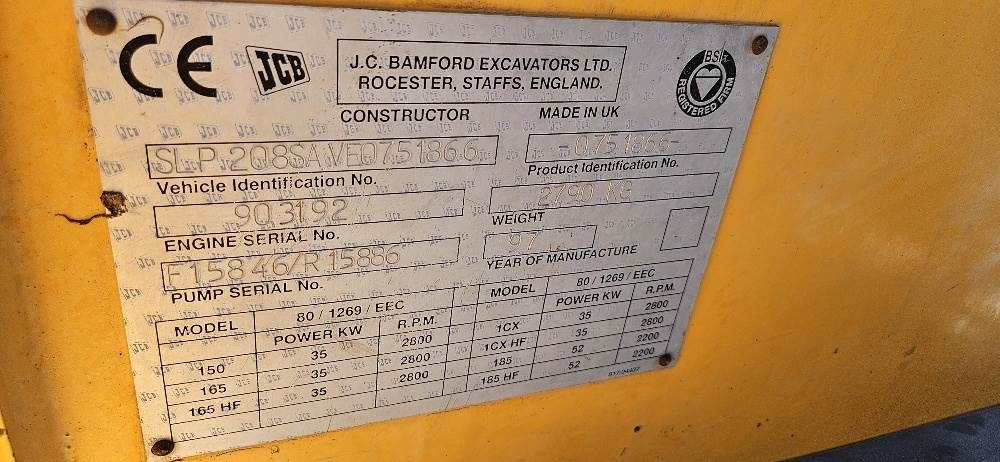 CE JCB J.C. BAMFORD EXCAVATORS LTD.
ROCESTER, STAFFS, ENGLAND.
BSI
REGISTERED FIRM
CONSTRUCTOR MADE IN UK
SLP208SAVE0751866 -0751866-
Vehicle Identification No. Product Identification No.
903192 2790 KG
ENGINE SERIAL No. WEIGHT
F15846/R15886 97
PUMP SERIAL No. YEAR OF MANUFACTURE
MODEL 80 / 1269 / EEC MODEL 80 / 1269 / EEC
POWER KW R.P.M. POWER KW R.P.M.
150 35 2800 1CX 35 2800
165 35 2800 1CX HF 35 2800
165 HF 35 2800 185 52 2200
185 HF 52 2200